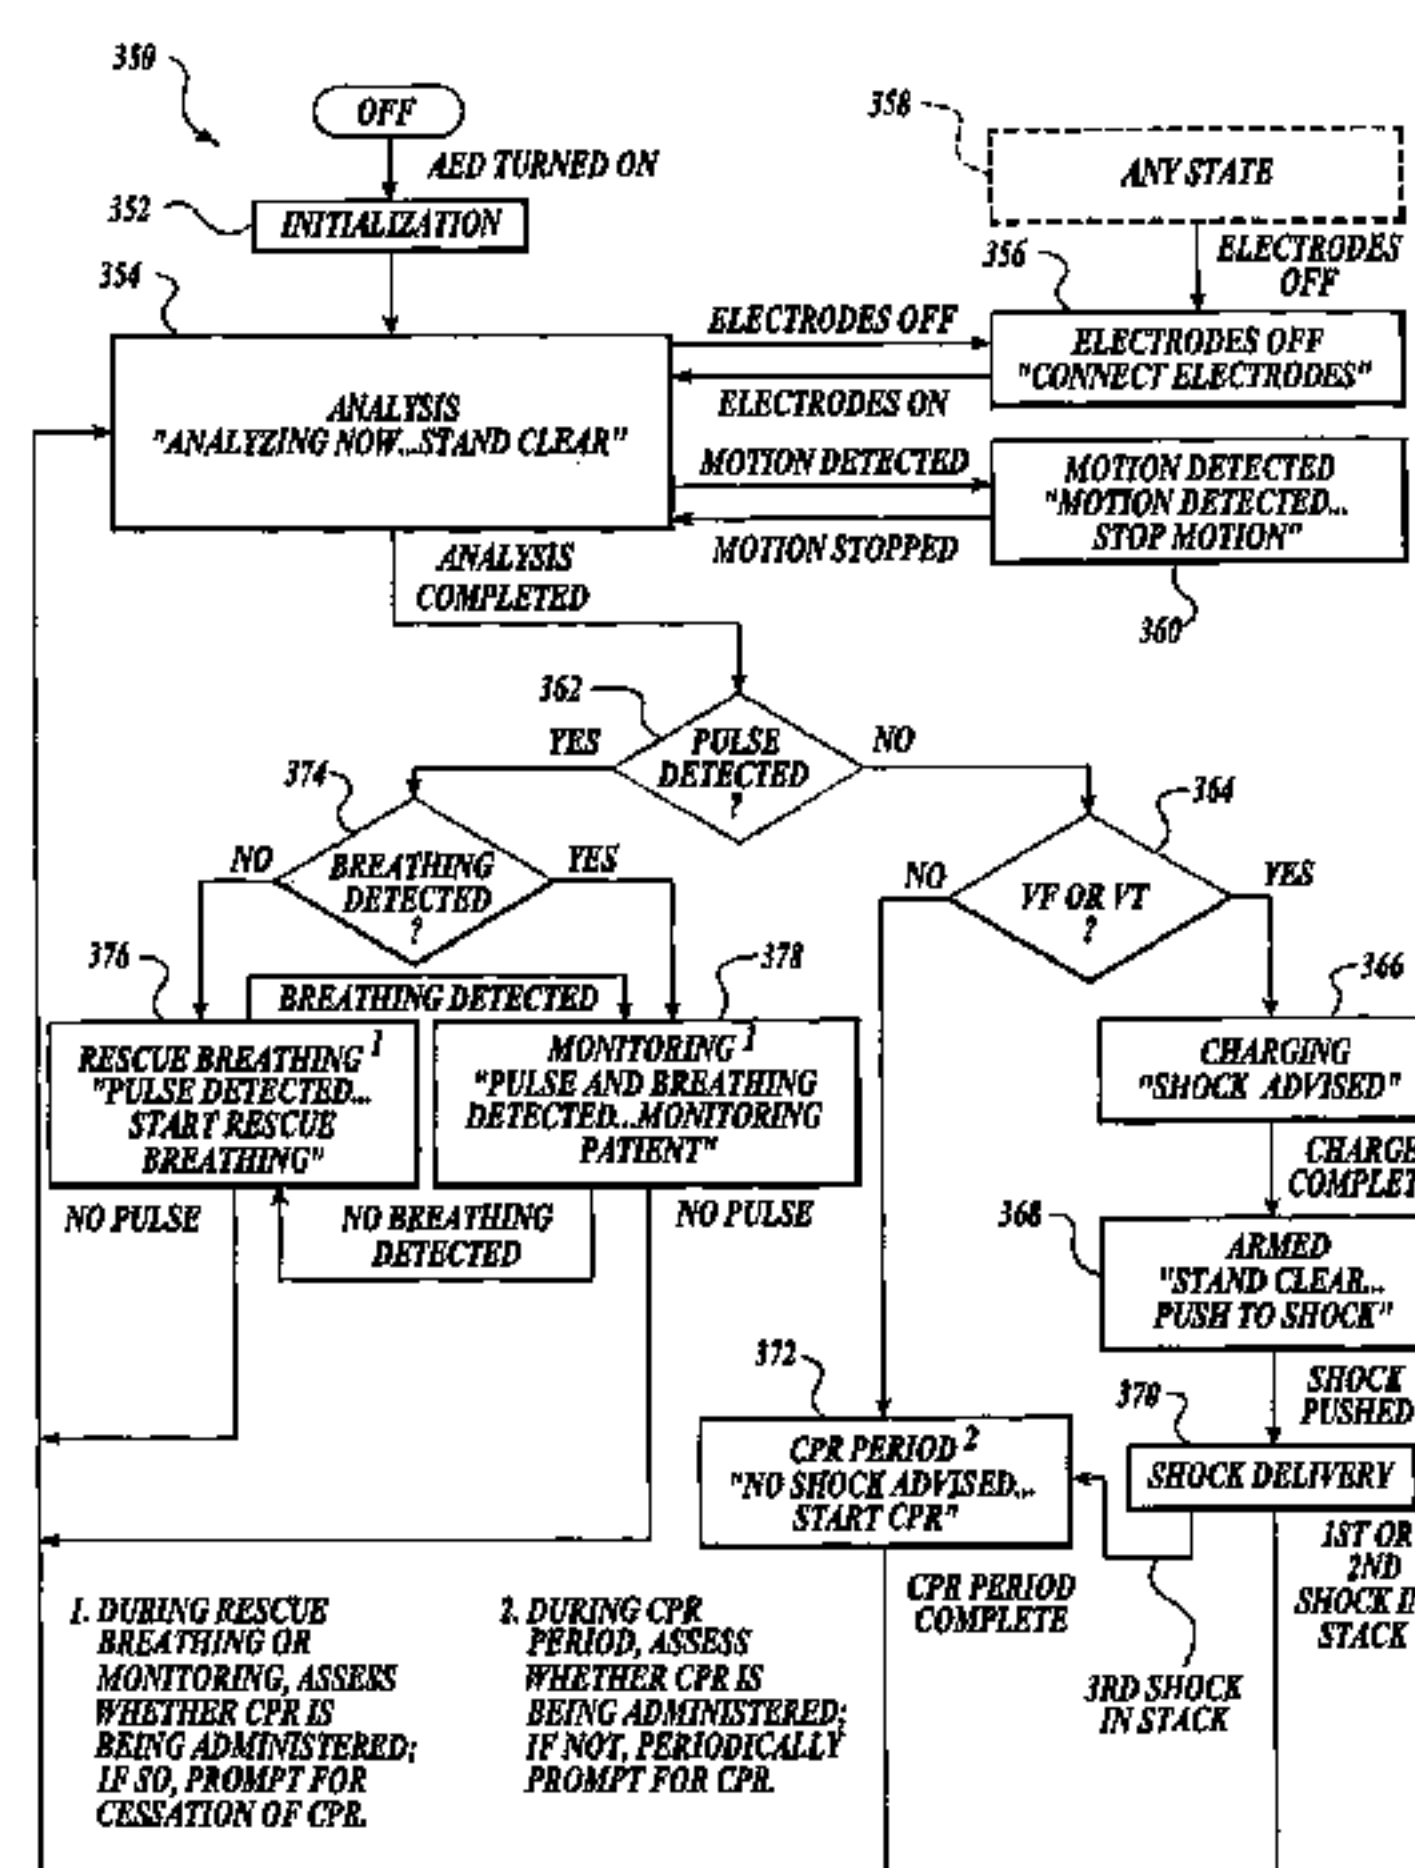 350
OFF
AED TURNED ON
352
INITIALIZATION
354
358
ANY STATE
ELECTRODES
OFF
356
ELECTRODES OFF
"CONNECT ELECTRODES"
ELECTRODES OFF
ELECTRODES ON
ANALYSIS
"ANALYZING NOW...STAND CLEAR"
MOTION DETECTED
MOTION STOPPED
MOTION DETECTED
"MOTION DETECTED...
STOP MOTION"
360
ANALYSIS
COMPLETED
362
PULSE
DETECTED
?
YES
NO
374
BREATHING
DETECTED
?
NO
YES
364
VF OR VT
?
NO
YES
376
BREATHING DETECTED
378
366
RESCUE BREATHING 1
"PULSE DETECTED...
START RESCUE
BREATHING"
MONITORING 1
"PULSE AND BREATHING
DETECTED...MONITORING
PATIENT"
CHARGING
"SHOCK ADVISED"
CHARGE
COMPLET
NO PULSE
NO BREATHING
DETECTED
NO PULSE
368
ARMED
"STAND CLEAR...
PUSH TO SHOCK"
SHOCK
PUSHED
372
370
CPR PERIOD 2
"NO SHOCK ADVISED...
START CPR"
SHOCK DELIVERY
1ST OR
2ND
SHOCK IN
STACK
CPR PERIOD
COMPLETE
3RD SHOCK
IN STACK
1. DURING RESCUE
BREATHING OR
MONITORING, ASSESS
WHETHER CPR IS
BEING ADMINISTERED;
IF SO, PROMPT FOR
CESSATION OF CPR.
2. DURING CPR
PERIOD, ASSESS
WHETHER CPR IS
BEING ADMINISTERED;
IF NOT, PERIODICALLY
PROMPT FOR CPR.